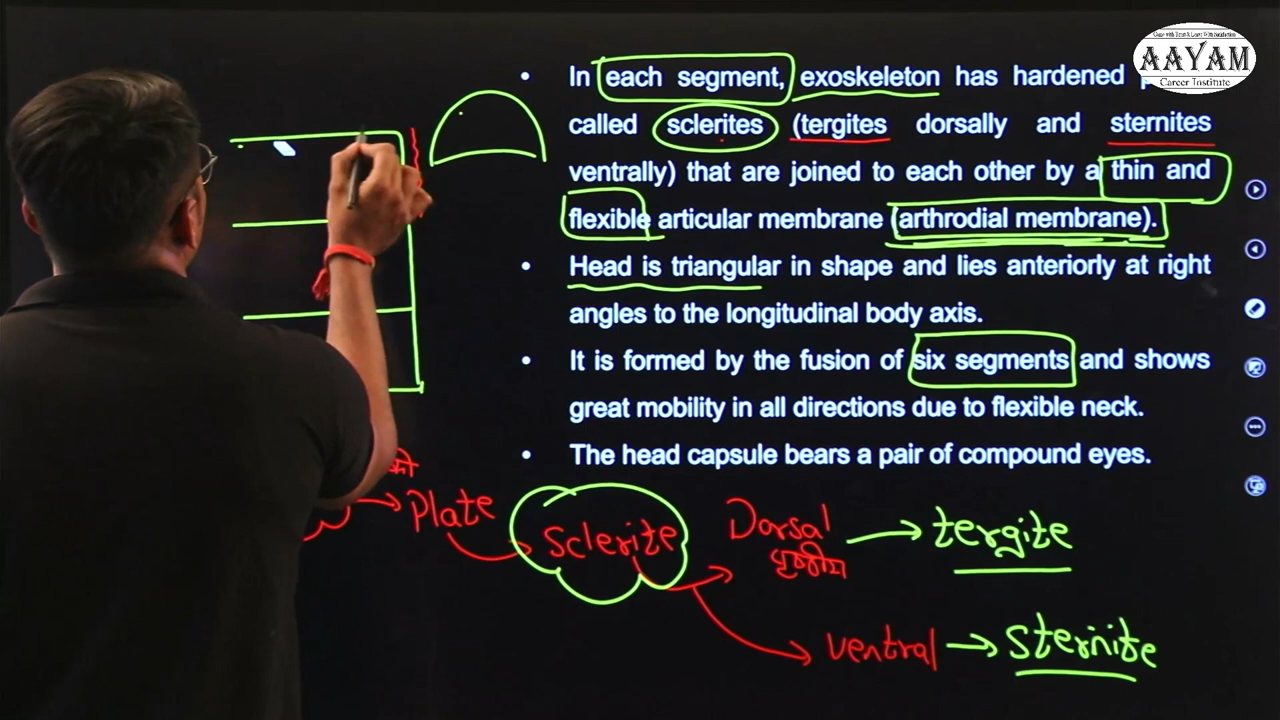 AAYAM
Career Institute
• In each segment, exoskeleton has hardened
called sclerites (tergites dorsally and sternites
ventrally) that are joined to each other by a thin and
flexible articular membrane (arthrodial membrane).
• Head is triangular in shape and lies anteriorly at right
angles to the longitudinal body axis.
• It is formed by the fusion of six segments and shows
great mobility in all directions due to flexible neck.
• The head capsule bears a pair of compound eyes.
Plate
Sclerite
Dorsal
पृष्ठीय
tergite
ventral
sternite